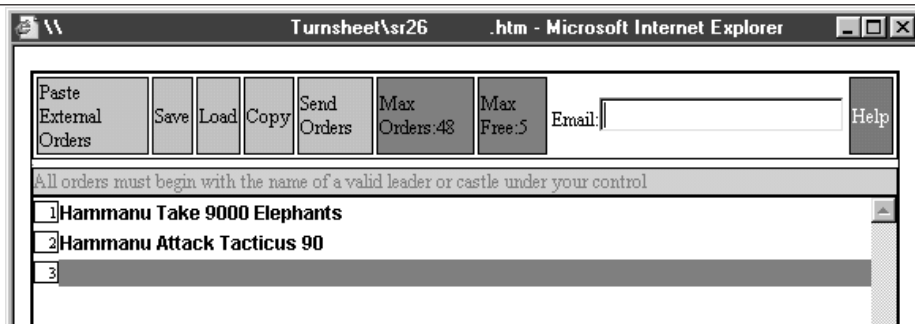 \\ Turnsheet\sr26 .htm - Microsoft Internet Explorer
Paste External Orders Save Load Copy Send Orders Max Orders:48 Max Free:5 Email: Help
All orders must begin with the name of a valid leader or castle under your control
1 Hammanu Take 9000 Elephants
2 Hammanu Attack Tacticus 90
3